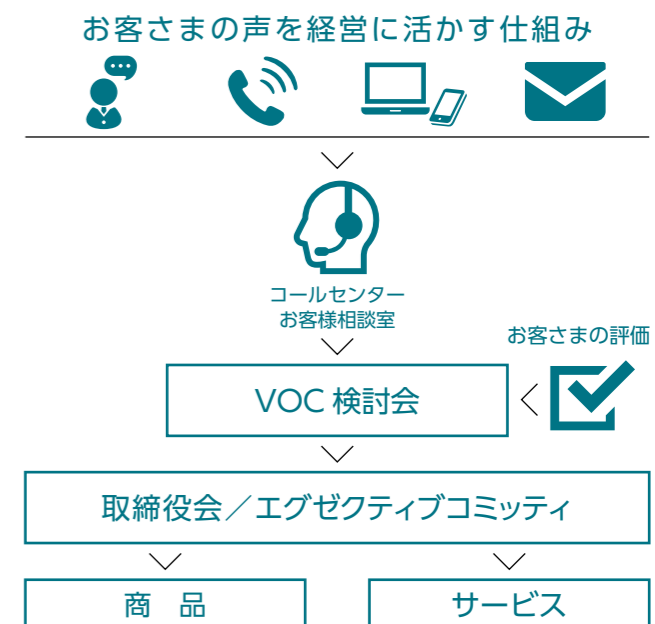 お客さまの声を経営に活かす仕組み
コールセンター
お客様相談室
お客さまの評価
VOC 検討会
取締役会／エグゼクティブコミッティ
商　品
サービス